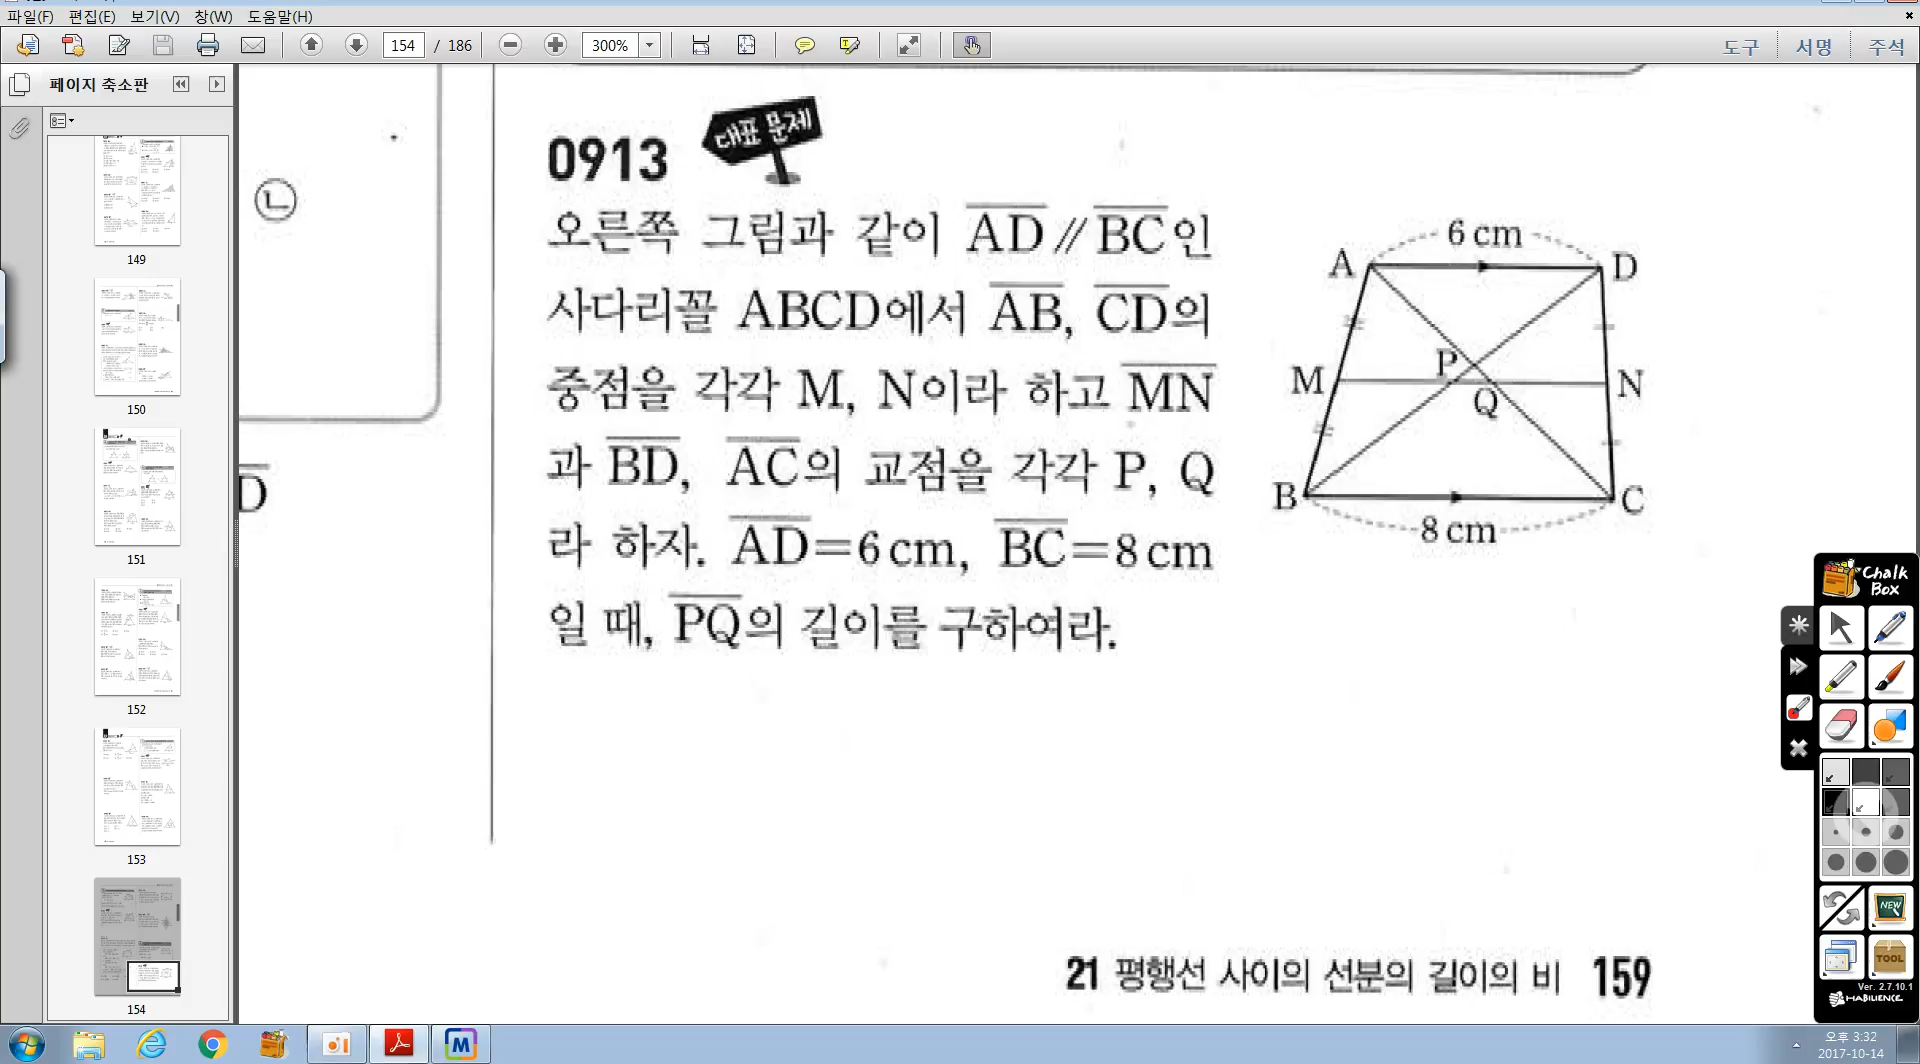 파일(F) 편집(E) 보기(V) 창(W) 도움말(H)
154 / 186 300% 도구 서명 주석
페이지 축소판
149
150
151
152
153
154
㉡
D
0913 대표 문제
오른쪽 그림과 같이 AD∥BC인
사다리꼴 ABCD에서 AB, CD의
중점을 각각 M, N이라 하고 MN
과 BD, AC의 교점을 각각 P, Q
라 하자. AD=6cm, BC=8cm
일 때, PQ의 길이를 구하여라.
6 cm
A D
P
M N
Q
B C
8 cm
21 평행선 사이의 선분의 길이의 비 159
Chalk
Box
NEW
TOOL
Ver. 2.7.10.1
HABILIENCE
오후 3:32
2017-10-14